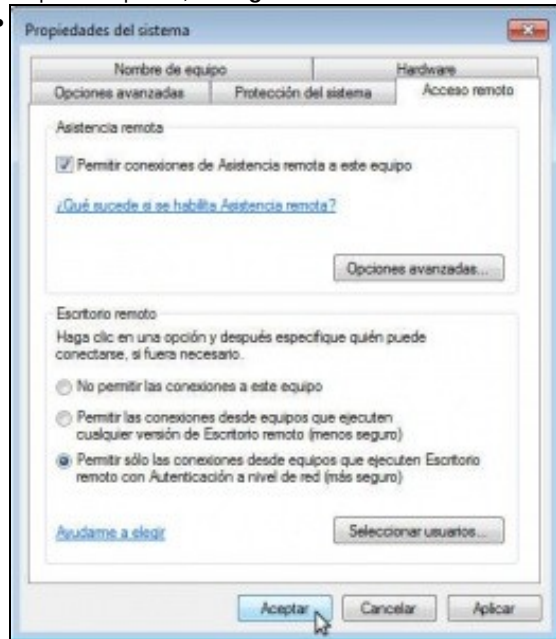 Propiedades del sistema
Nombre de equipo
Hardware
Opciones avanzadas
Protección del sistema
Acceso remoto
Asistencia remota
Permitir conexiones de Asistencia remota a este equipo
¿Qué sucede si se habilita Asistencia remota?
Opciones avanzadas...
Escritorio remoto
Haga clic en una opción y después especifique quién puede
conectarse, si fuera necesario.
No permitir las conexiones a este equipo
Permitir las conexiones desde equipos que ejecuten
cualquier versión de Escritorio remoto (menos seguro)
Permitir sólo las conexiones desde equipos que ejecuten Escritorio
remoto con Autenticación a nivel de red (más seguro)
Ayudarme a elegir
Seleccionar usuarios...
Aceptar
Cancelar
Aplicar